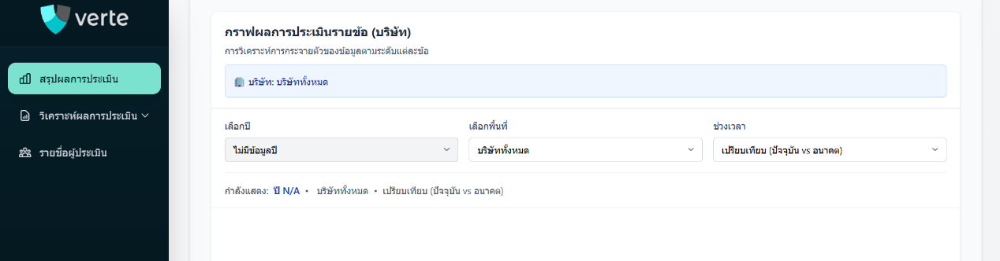 verte
สรุปผลการประเมิน
วิเคราะห์ผลการประเมิน
รายชื่อผู้ประเมิน
กราฟผลการประเมินรายข้อ (บริษัท)
การวิเคราะห์การกระจายตัวของข้อมูลตามระดับแต่ละข้อ
บริษัท: บริษัททั้งหมด
เลือกปี เลือกพื้นที่ ช่วงเวลา
ไม่มีข้อมูลปี บริษัททั้งหมด เปรียบเทียบ (ปัจจุบัน vs อนาคต)
กำลังแสดง: ปี N/A • บริษัททั้งหมด • เปรียบเทียบ (ปัจจุบัน vs อนาคต)